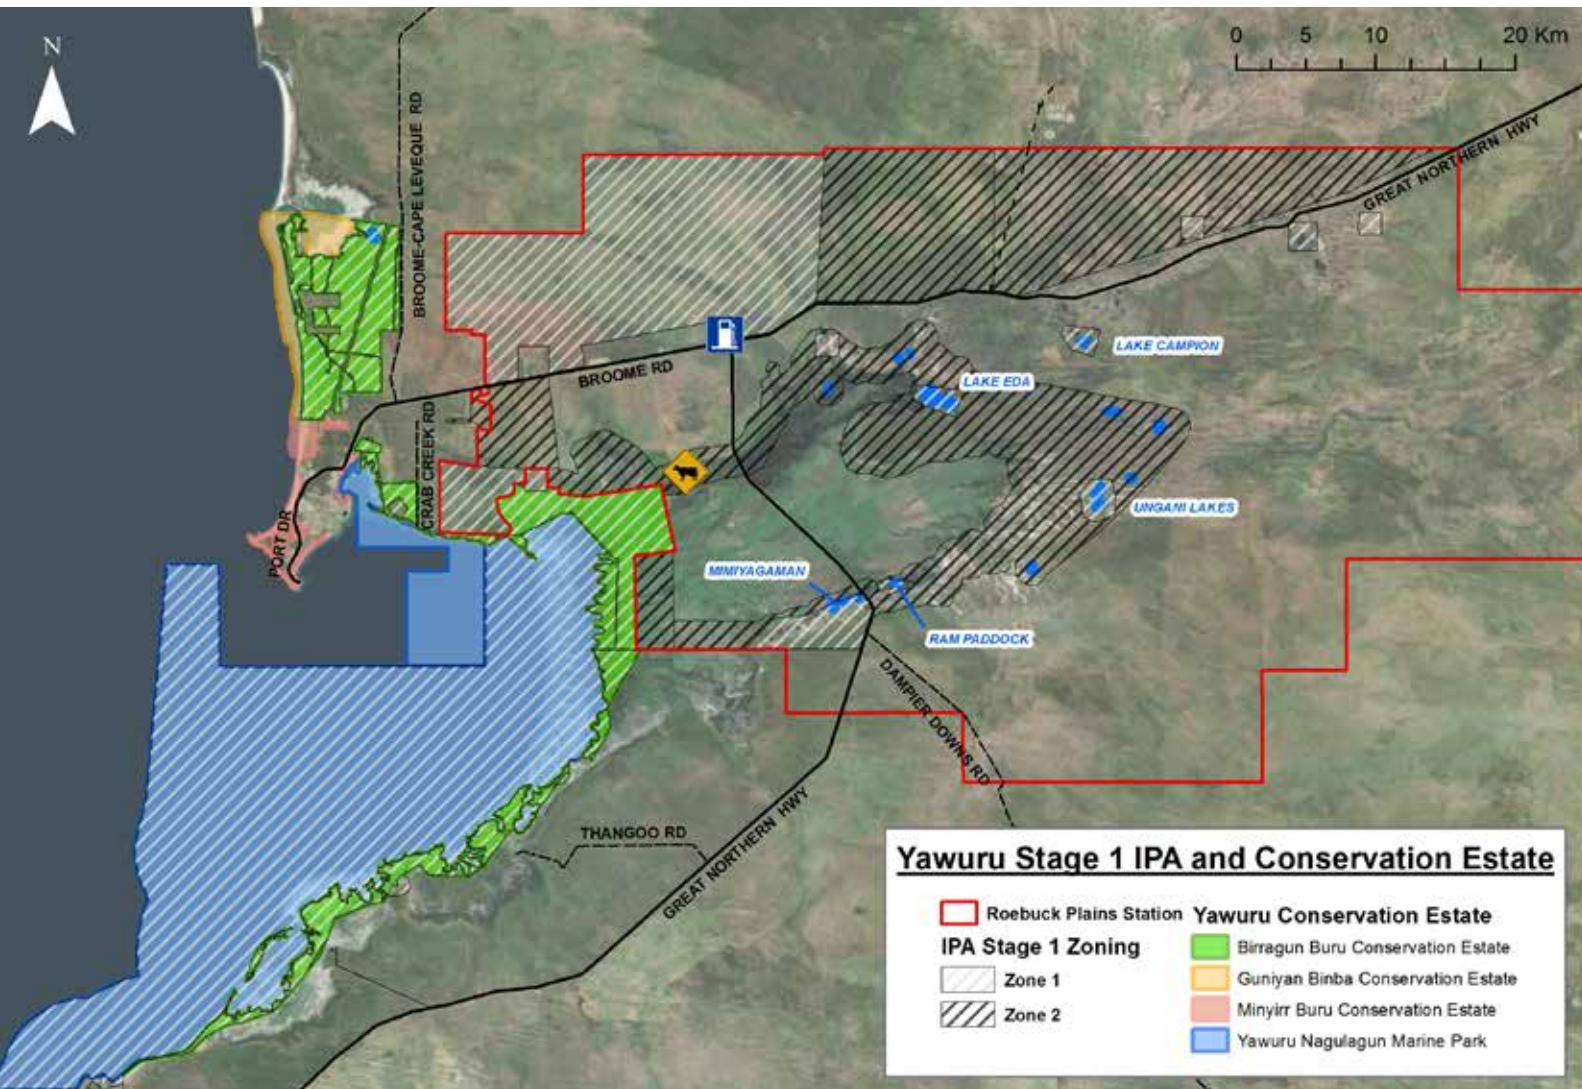 N
0 5 10 20 Km
BROOME-CAPE LEVEQUE RD
GREAT NORTHERN HWY
LAKE CAMPION
BROOME RD
LAKE EDA
CRAB CREEK RD
UNGANI LAKES
PORT DR
MIMIYAGAMAN
RAM PADDOCK
DAMPIER DOWNS RD
THANGOO RD
GREAT NORTHERN HWY
Yawuru Stage 1 IPA and Conservation Estate
Roebuck Plains Station
IPA Stage 1 Zoning
Zone 1
Zone 2
Yawuru Conservation Estate
Birragun Buru Conservation Estate
Guniyan Binba Conservation Estate
Minyirr Buru Conservation Estate
Yawuru Nagulagun Marine Park